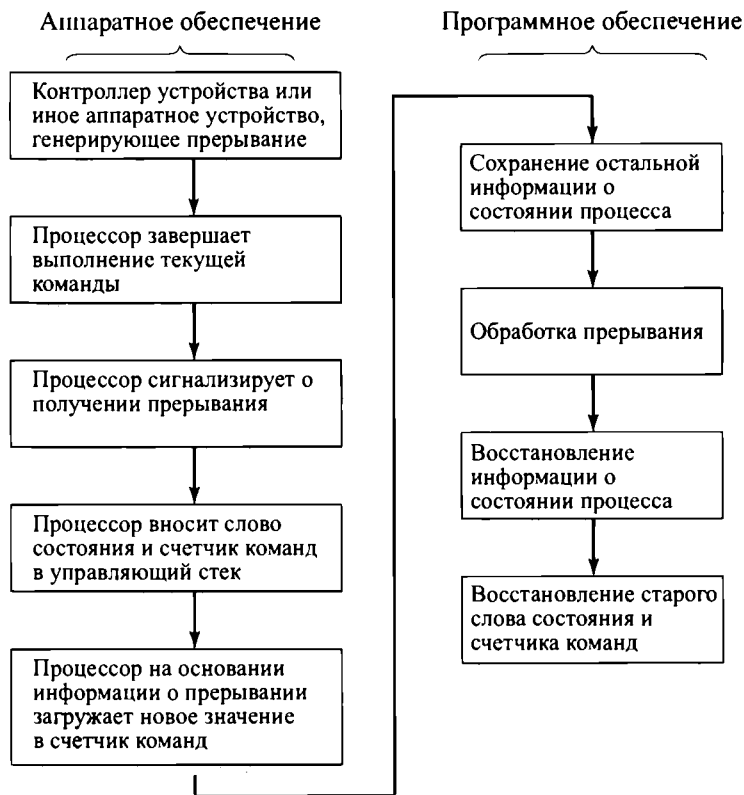 Аппаратное обеспечение
Контроллер устройства или
иное аппаратное устройство,
генерирующее прерывание
Процессор завершает
выполнение текущей
команды
Процессор сигнализирует о
получении прерывания
Процессор вносит слово
состояния и счетчик команд
в управляющий стек
Процессор на основании
информации о прерывании
загружает новое значение
в счетчик команд
Программное обеспечение
Сохранение остальной
информации о
состоянии процесса
Обработка прерывания
Восстановление
информации о
состоянии процесса
Восстановление старого
слова состояния и
счетчика команд